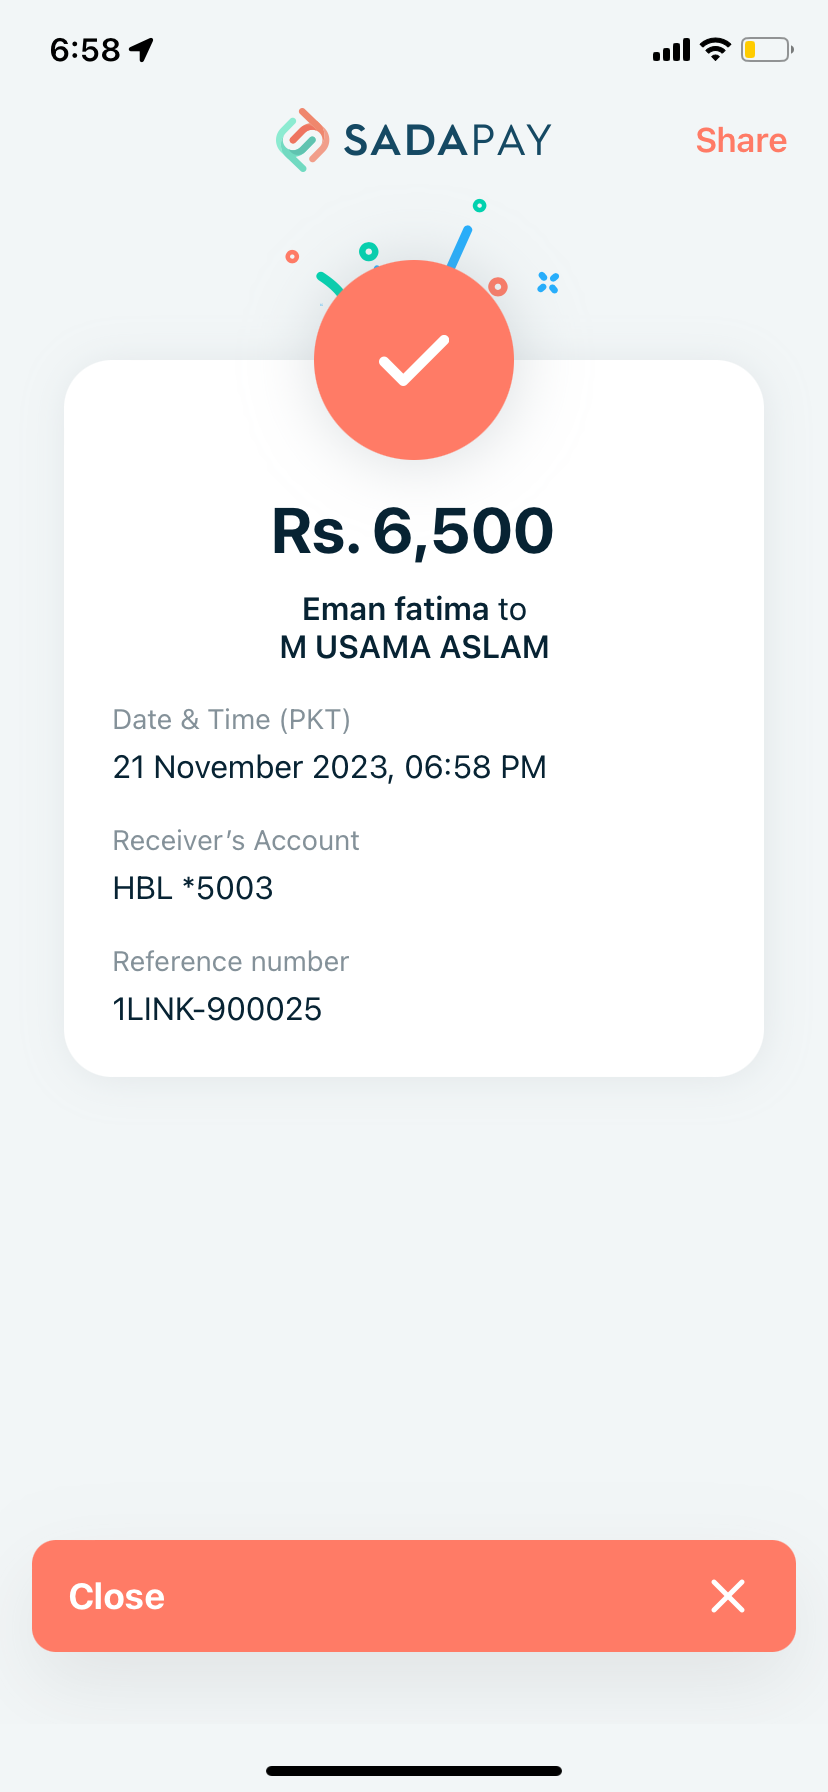 6:58
SADAPAY
Share
Rs. 6,500
Eman fatima to
M USAMA ASLAM
Date & Time (PKT)
21 November 2023, 06:58 PM
Receiver’s Account
HBL *5003
Reference number
1LINK-900025
Close